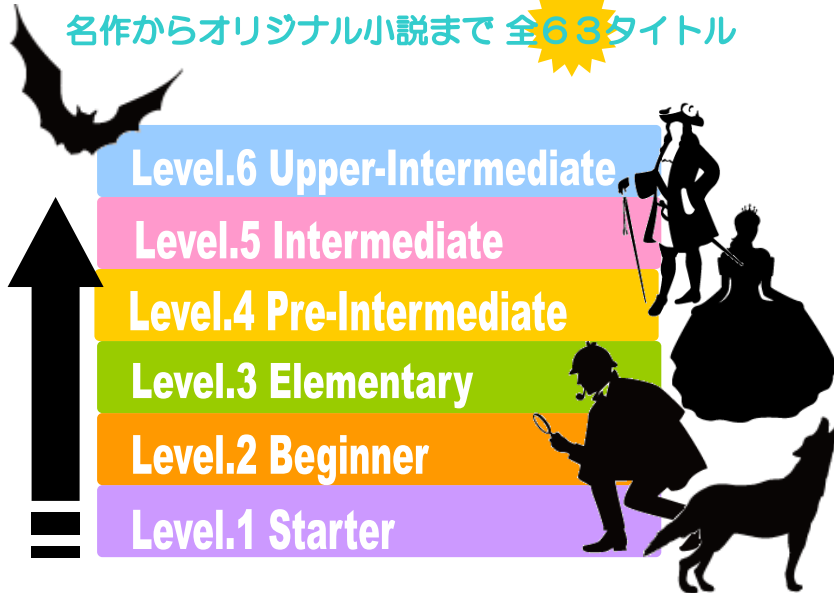 名作からオリジナル小説まで 全６３タイトル
Level.6 Upper-Intermediate
Level.5 Intermediate
Level.4 Pre-Intermediate
Level.3 Elementary
Level.2 Beginner
Level.1 Starter